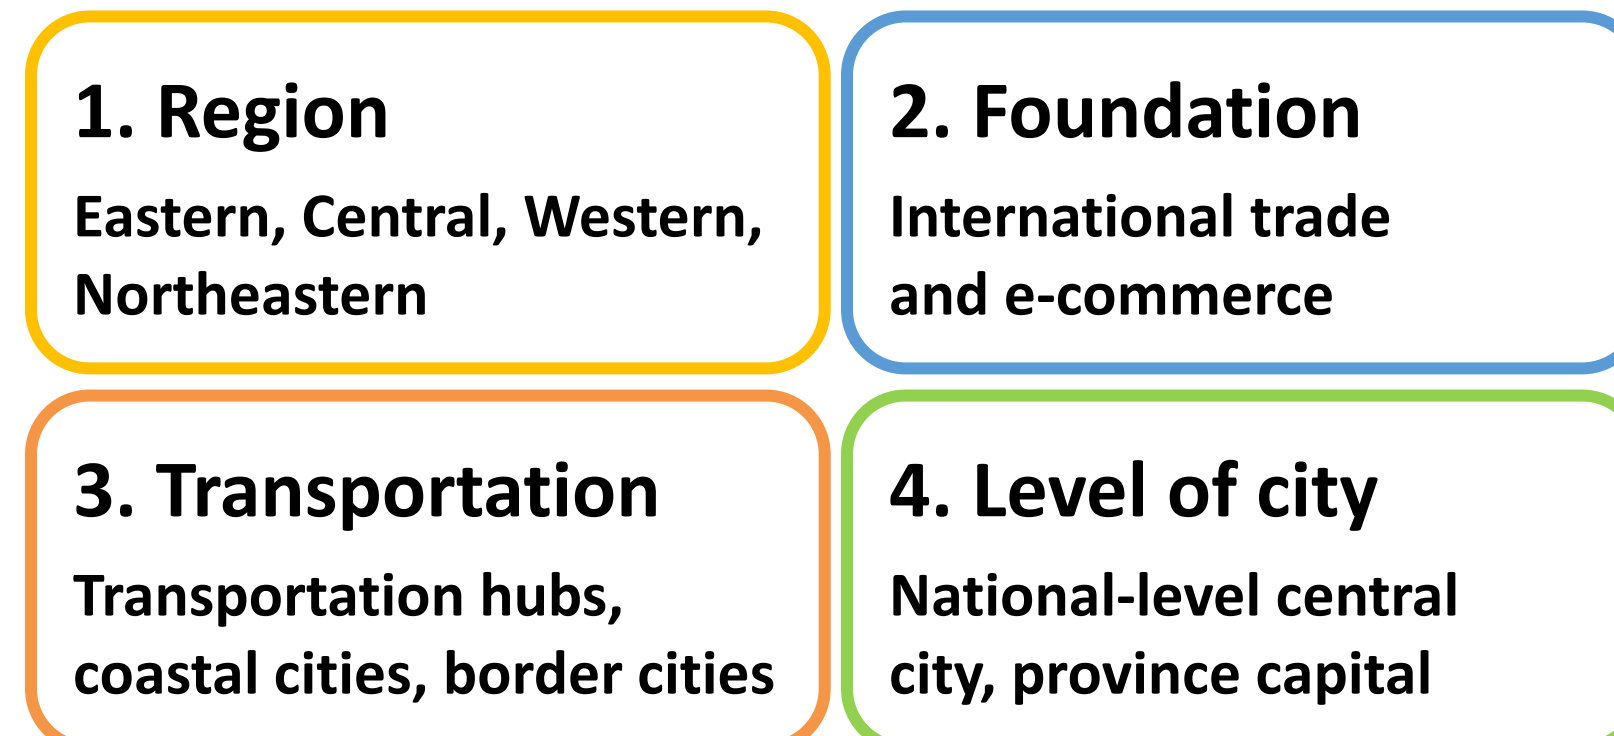 1. Region
Eastern, Central, Western,
Northeastern
2. Foundation
International trade
and e-commerce
3. Transportation
Transportation hubs,
coastal cities, border cities
4. Level of city
National-level central
city, province capital